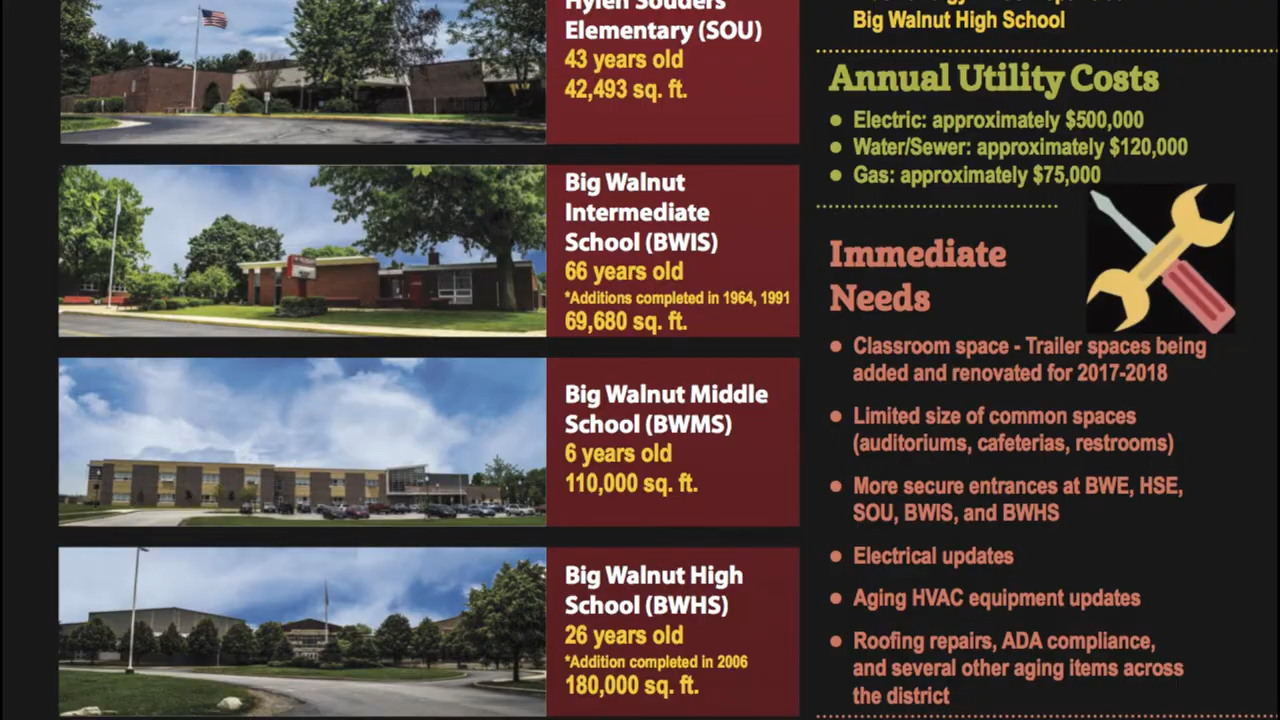 Hylen Souders
Elementary (SOU)
43 years old
42,493 sq. ft.
Big Walnut
Intermediate
School (BWIS)
66 years old
*Additions completed in 1964, 1991
69,680 sq. ft.
Big Walnut Middle
School (BWMS)
6 years old
110,000 sq. ft.
Big Walnut High
School (BWHS)
26 years old
*Addition completed in 2006
180,000 sq. ft.
Big Walnut High School
Annual Utility Costs
● Electric: approximately $500,000
● Water/Sewer: approximately $120,000
● Gas: approximately $75,000
Immediate
Needs
● Classroom space - Trailer spaces being
added and renovated for 2017-2018
● Limited size of common spaces
(auditoriums, cafeterias, restrooms)
● More secure entrances at BWE, HSE,
SOU, BWIS, and BWHS
● Electrical updates
● Aging HVAC equipment updates
● Roofing repairs, ADA compliance,
and several other aging items across
the district